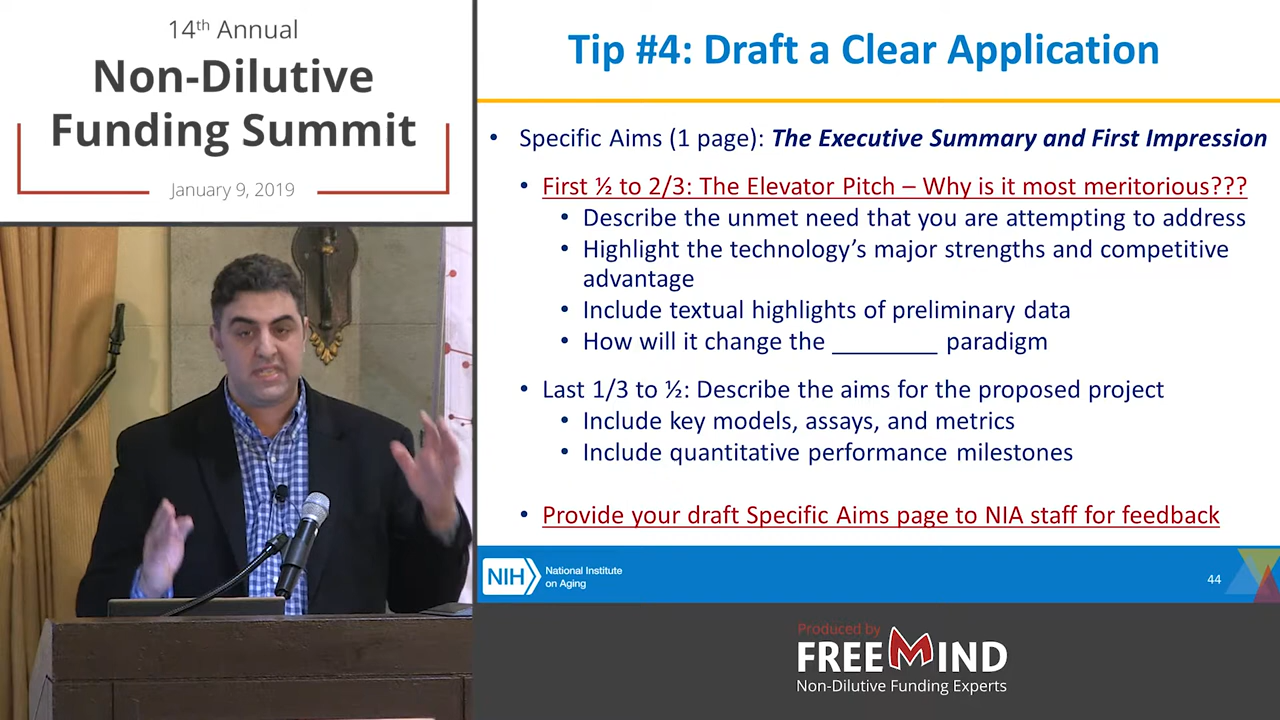 14th Annual
Non-Dilutive
Funding Summit
January 9, 2019
Tip #4: Draft a Clear Application
• Specific Aims (1 page): The Executive Summary and First Impression
• First ½ to 2/3: The Elevator Pitch – Why is it most meritorious???
• Describe the unmet need that you are attempting to address
• Highlight the technology’s major strengths and competitive
advantage
• Include textual highlights of preliminary data
• How will it change the ________ paradigm
• Last 1/3 to ½: Describe the aims for the proposed project
• Include key models, assays, and metrics
• Include quantitative performance milestones
• Provide your draft Specific Aims page to NIA staff for feedback
NIH
National Institute
on Aging
44
Produced by
FREEMIND
Non-Dilutive Funding Experts